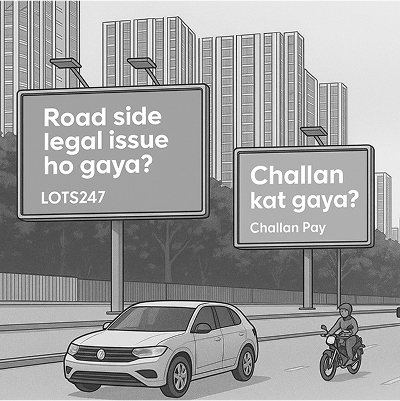 Road side
legal issue
ho gaya?
LOTS247
Challan
kat gaya?
Challan Pay